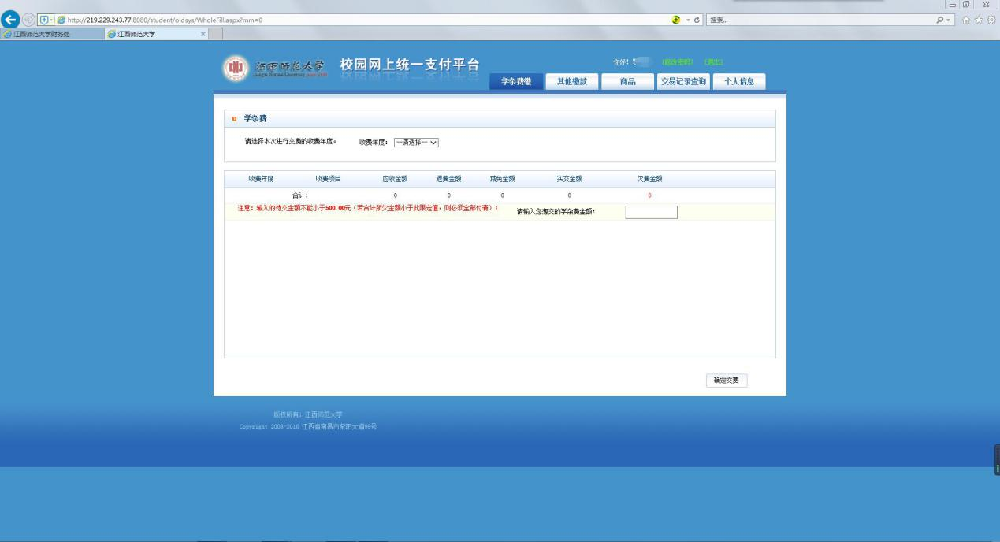 http://219.229.243.77:8080/student/oldsys/WholeFill.aspx?mm=0
搜索...
江西师范大学财务处
江西师范大学
江西师范大学
Jiangxi Normal University
校园网上统一支付平台
你好!
(修改密码) (退出)
学杂费缴 其他缴款 商品 交易记录查询 个人信息
学杂费
请选择本次进行交费的收费年度。 收费年度: --请选择--
收费年度 收费项目 应收金额 退费金额 减免金额 实交金额 欠费金额
合计: 0 0 0 0 0
注意: 输入的待交金额不能小于500.00元(若合计所欠金额小于此限定值,则必须全部付清);
请输入您想交的学杂费金额:
确定交费
版权所有: 江西师范大学
Copyright 2008-2016 江西省南昌市紫阳大道99号